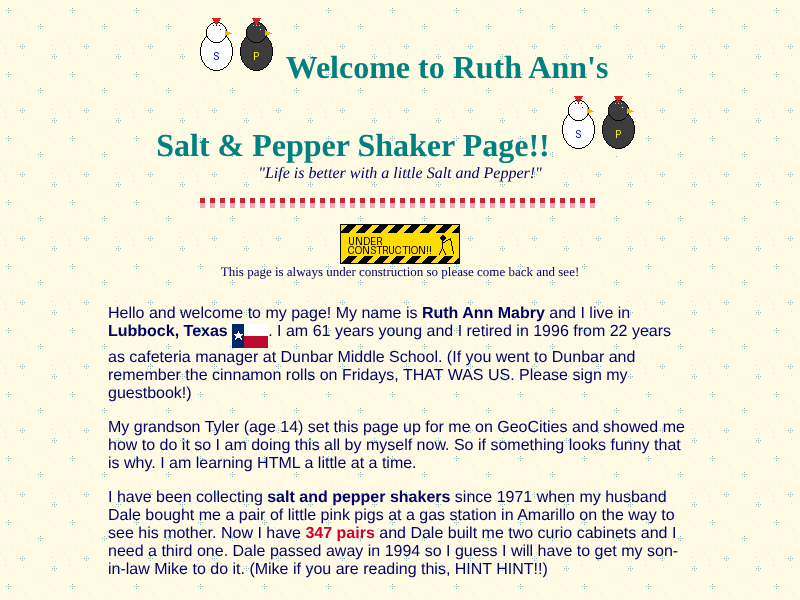 S P Welcome to Ruth Ann's
Salt & Pepper Shaker Page!! S P
"Life is better with a little Salt and Pepper!"
UNDER
CONSTRUCTION!!
This page is always under construction so please come back and see!
Hello and welcome to my page! My name is Ruth Ann Mabry and I live in
Lubbock, Texas . I am 61 years young and I retired in 1996 from 22 years
as cafeteria manager at Dunbar Middle School. (If you went to Dunbar and
remember the cinnamon rolls on Fridays, THAT WAS US. Please sign my
guestbook!)
My grandson Tyler (age 14) set this page up for me on GeoCities and showed me
how to do it so I am doing this all by myself now. So if something looks funny that
is why. I am learning HTML a little at a time.
I have been collecting salt and pepper shakers since 1971 when my husband
Dale bought me a pair of little pink pigs at a gas station in Amarillo on the way to
see his mother. Now I have 347 pairs and Dale built me two curio cabinets and I
need a third one. Dale passed away in 1994 so I guess I will have to get my son-
in-law Mike to do it. (Mike if you are reading this, HINT HINT!!)